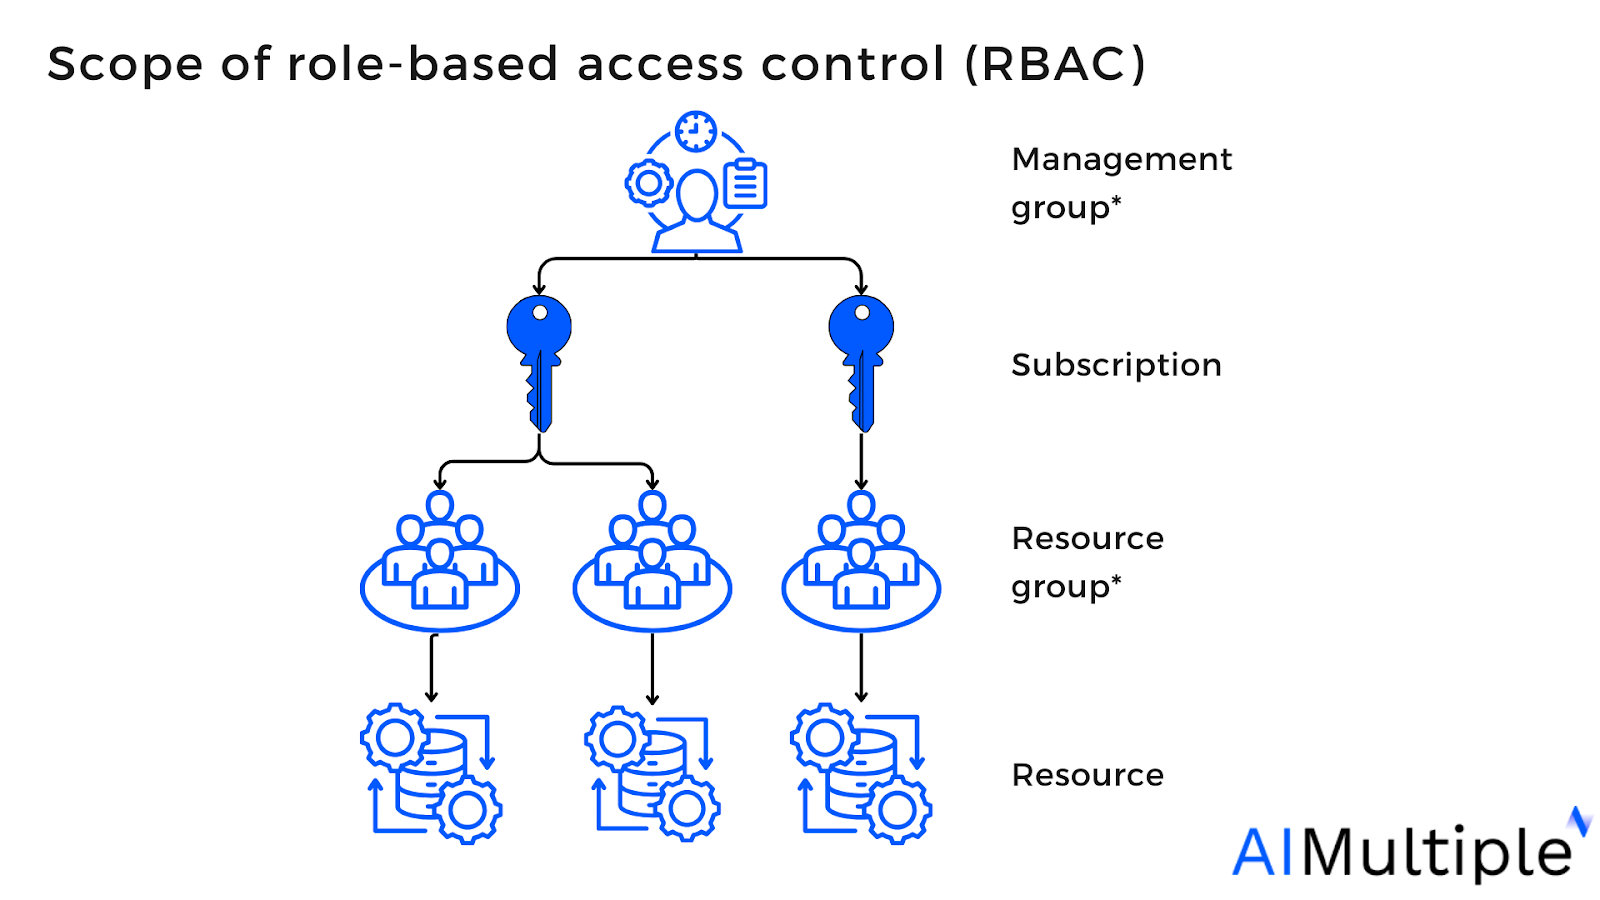 Scope of role-based access control (RBAC)
Management
group*
Subscription
Resource
group*
Resource
AIMultiple